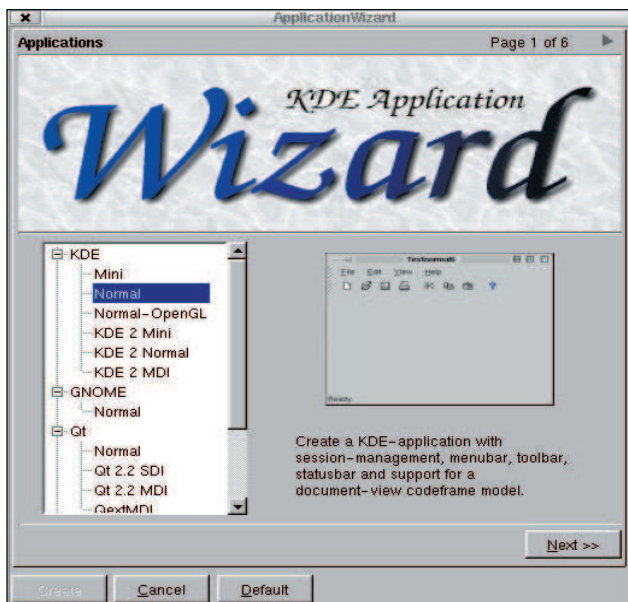 ApplicationWizard
Applications
Page 1 of 6
KDE Application
Wizard
KDE
Mini
Normal
Normal-OpenGL
KDE 2 Mini
KDE 2 Normal
KDE 2 MDI
GNOME
Normal
Qt
Normal
Qt 2.2 SDI
Qt 2.2 MDI
QextMDI
File Edit View Help
Ready.
Create a KDE-application with
session-management, menubar, toolbar,
statusbar and support for a
document-view codeframe model.
Next >>
Create
Cancel
Default